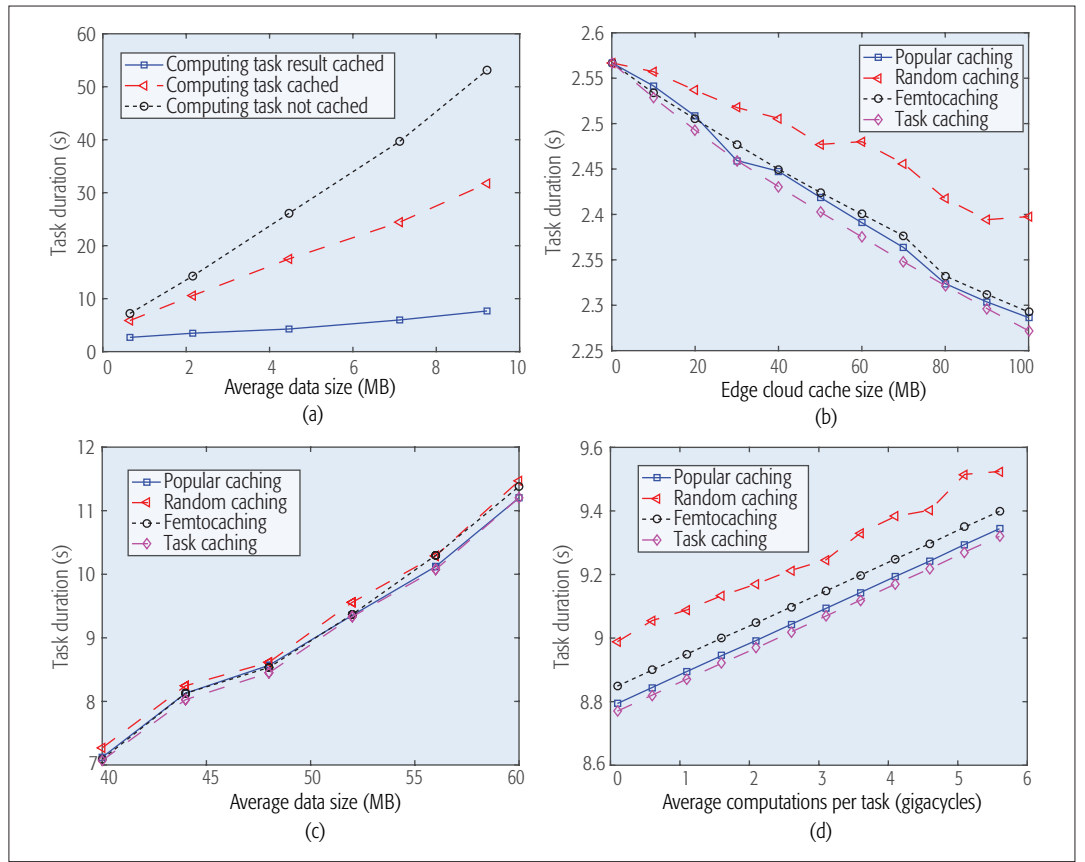 60
50
40
30
20
10
0
Task duration (s)
Computing task result cached
Computing task cached
Computing task not cached
0 2 4 6 8 10
Average data size (MB)
(a)
2.6
2.55
2.5
2.45
2.4
2.35
2.3
2.25
Task duration (s)
Popular caching
Random caching
Femtocaching
Task caching
0 20 40 60 80 100
Edge cloud cache size (MB)
(b)
12
11
10
9
8
7
Task duration (s)
Popular caching
Random caching
Femtocaching
Task caching
40 45 50 55 60
Average data size (MB)
(c)
9.6
9.4
9.2
9
8.8
8.6
Task duration (s)
Popular caching
Random caching
Femtocaching
Task caching
0 1 2 3 4 5 6
Average computations per task (gigacycles)
(d)